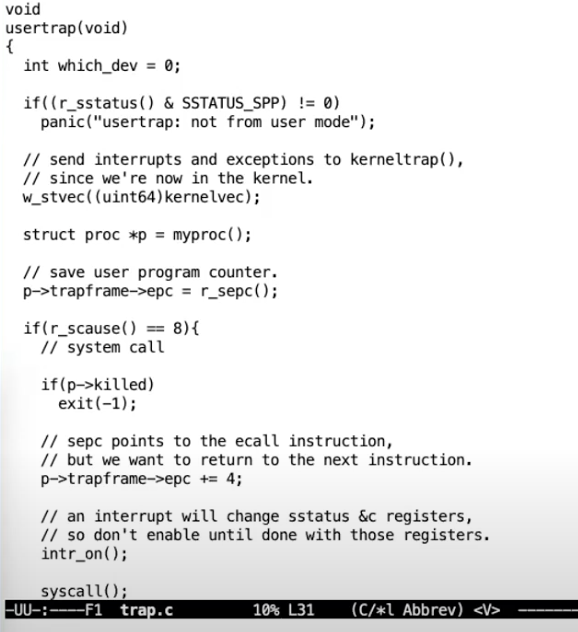 void
usertrap(void)
{
  int which_dev = 0;

  if((r_sstatus() & SSTATUS_SPP) != 0)
    panic("usertrap: not from user mode");

  // send interrupts and exceptions to kerneltrap(),
  // since we're now in the kernel.
  w_stvec((uint64)kernelvec);

  struct proc *p = myproc();

  // save user program counter.
  p->trapframe->epc = r_sepc();

  if(r_scause() == 8){
    // system call

    if(p->killed)
      exit(-1);

    // sepc points to the ecall instruction,
    // but we want to return to the next instruction.
    p->trapframe->epc += 4;

    // an interrupt will change sstatus &c registers,
    // so don't enable until done with those registers.
    intr_on();

    syscall();
-UU-:----F1  trap.c         10% L31    (C/*l Abbrev) <V>  -------